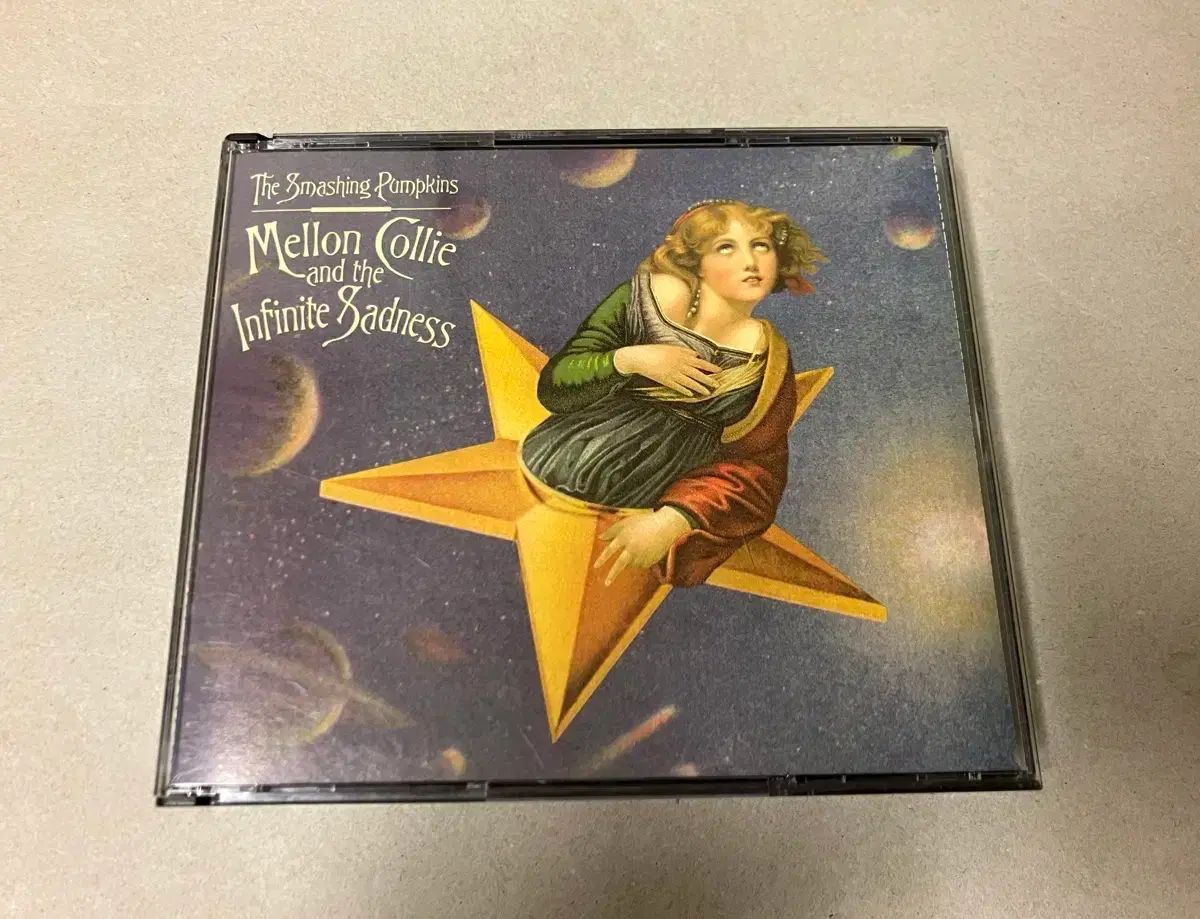 The Smashing Pumpkins
Mellon Collie
and the
Infinite Sadness